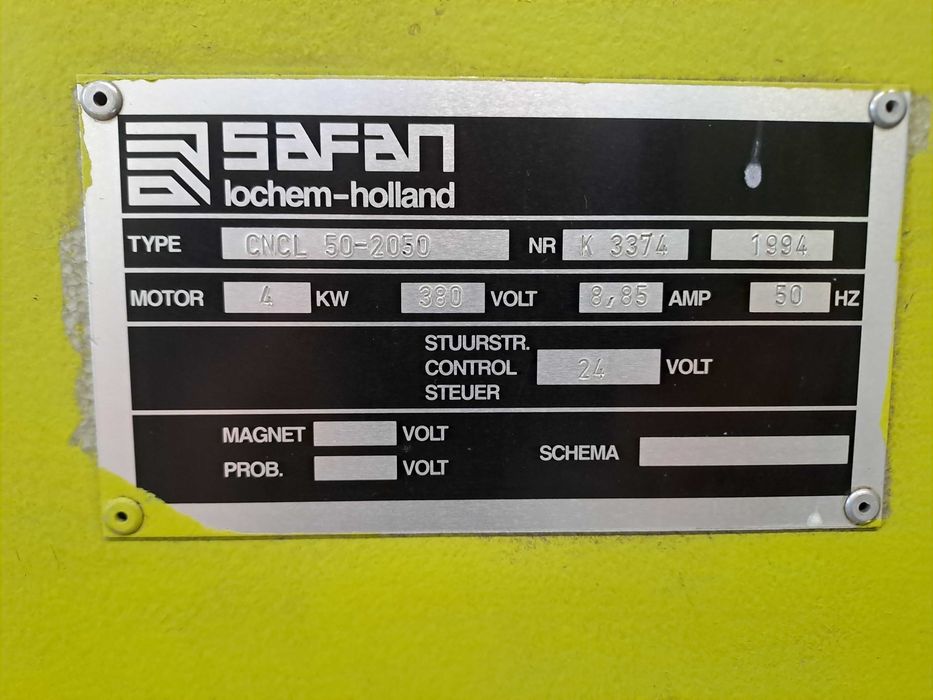 SAFAN
lochem-holland
TYPE CNCL 50-2050 NR K 3374 1994
MOTOR 4 KW 380 VOLT 8,85 AMP 50 HZ
STUURSTR.
CONTROL 24 VOLT
STEUER
MAGNET VOLT
PROB. VOLT SCHEMA